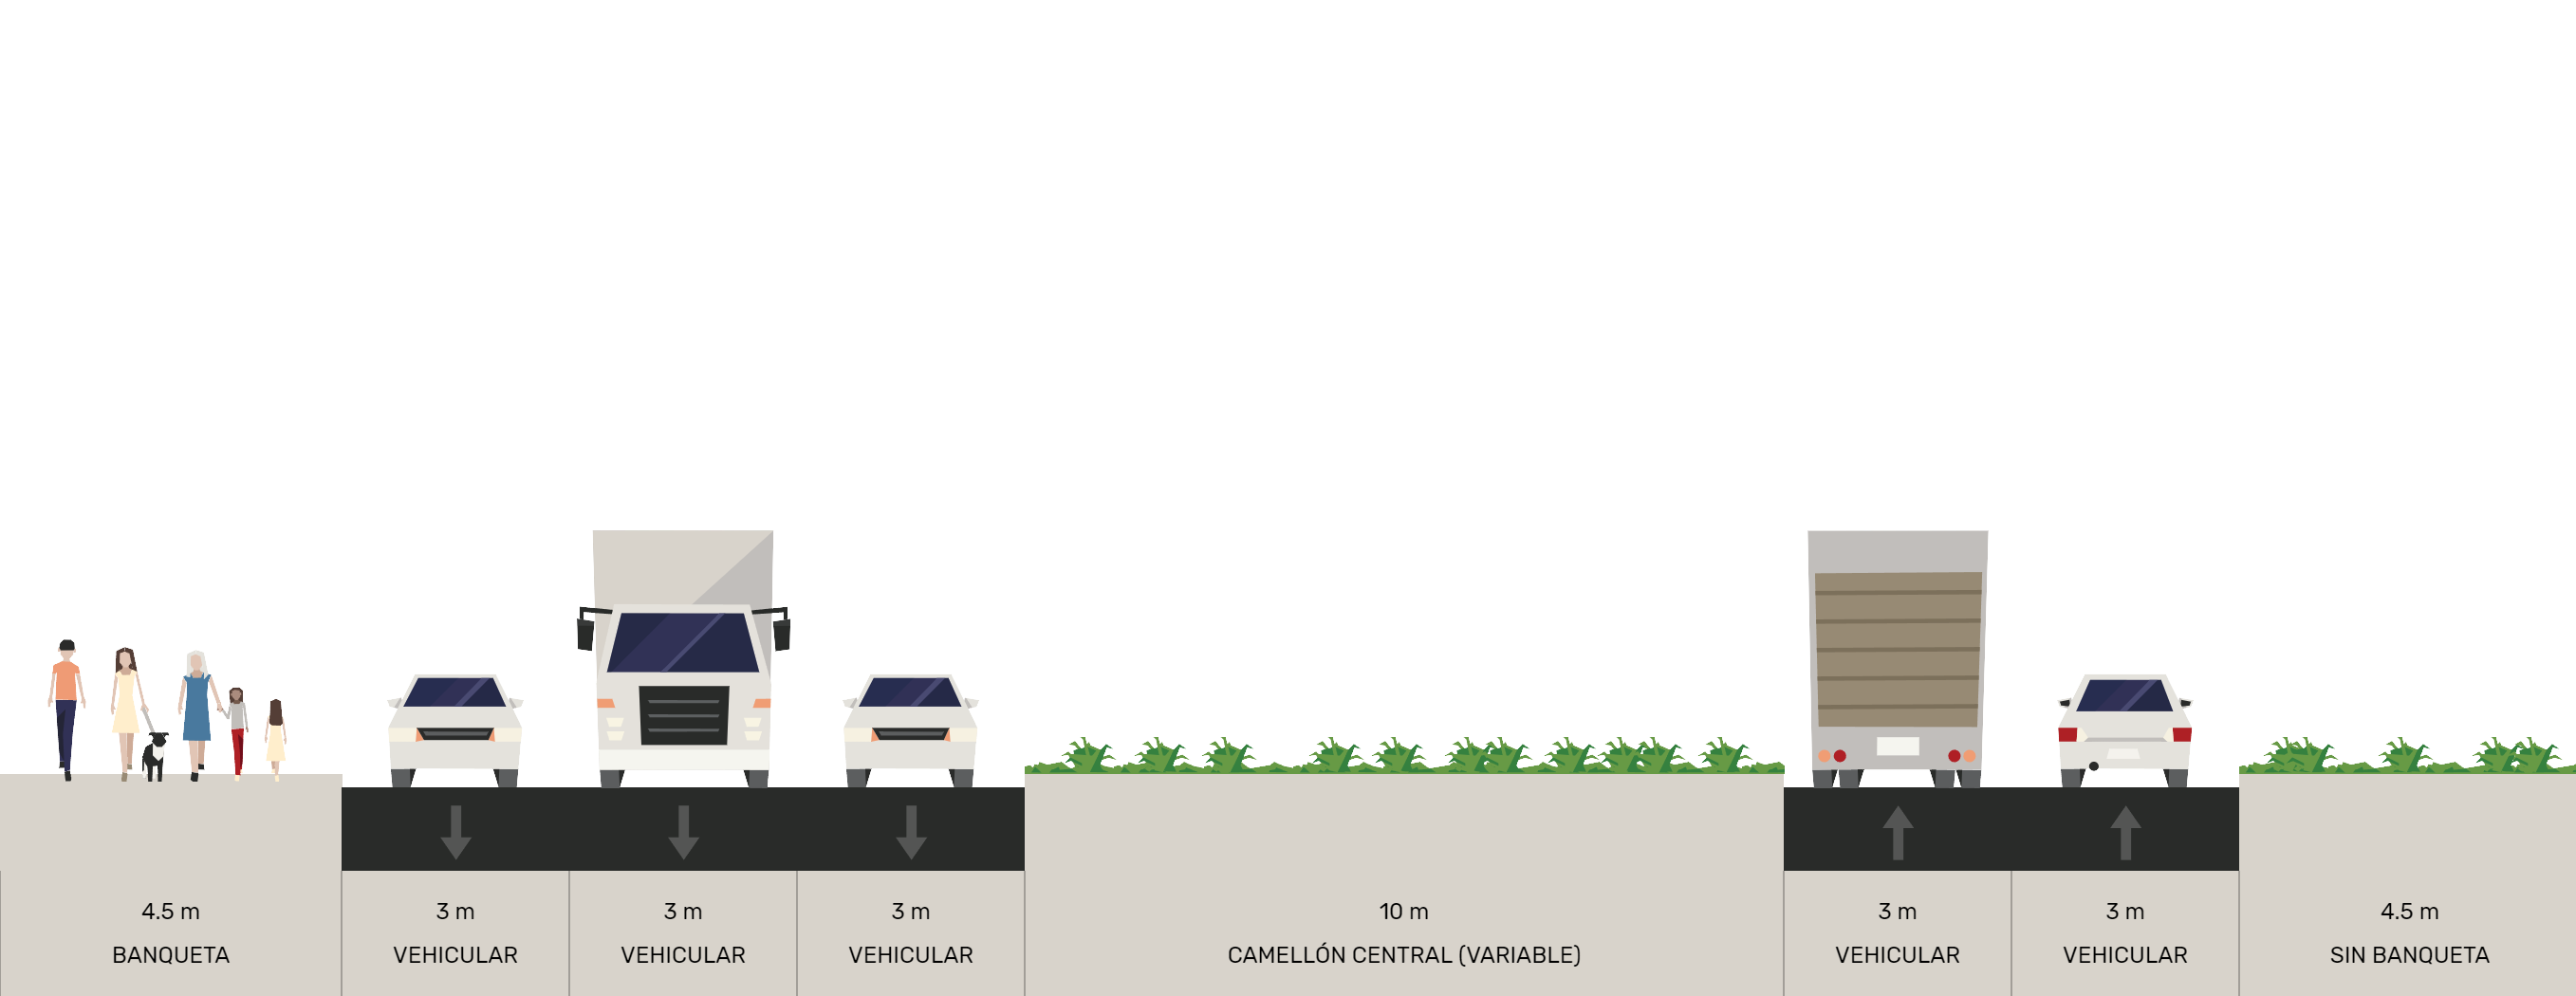 4.5 m
BANQUETA
3 m
VEHICULAR
3 m
VEHICULAR
3 m
VEHICULAR
10 m
CAMELLÓN CENTRAL (VARIABLE)
3 m
VEHICULAR
3 m
VEHICULAR
4.5 m
SIN BANQUETA